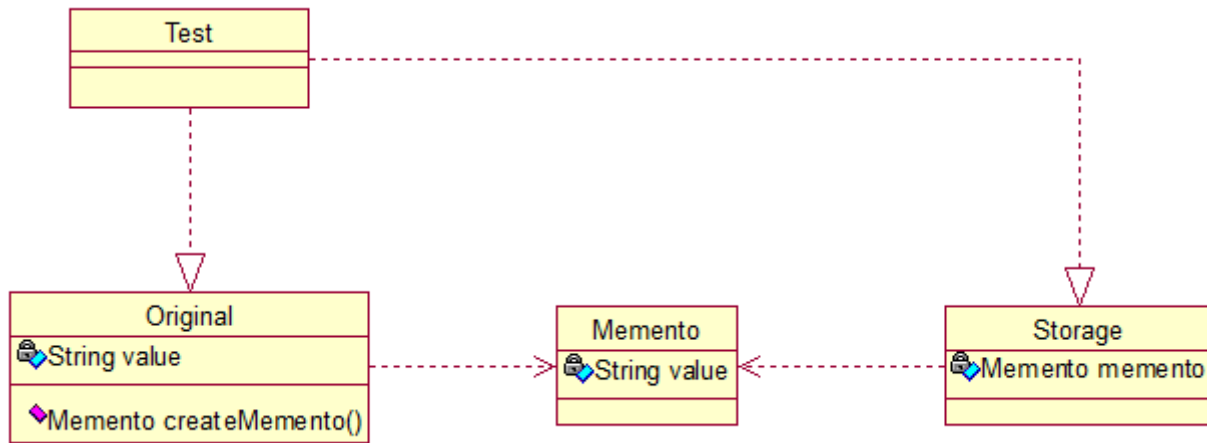 Test
Original
String value
Memento createMemento()
Memento
String value
Storage
Memento memento